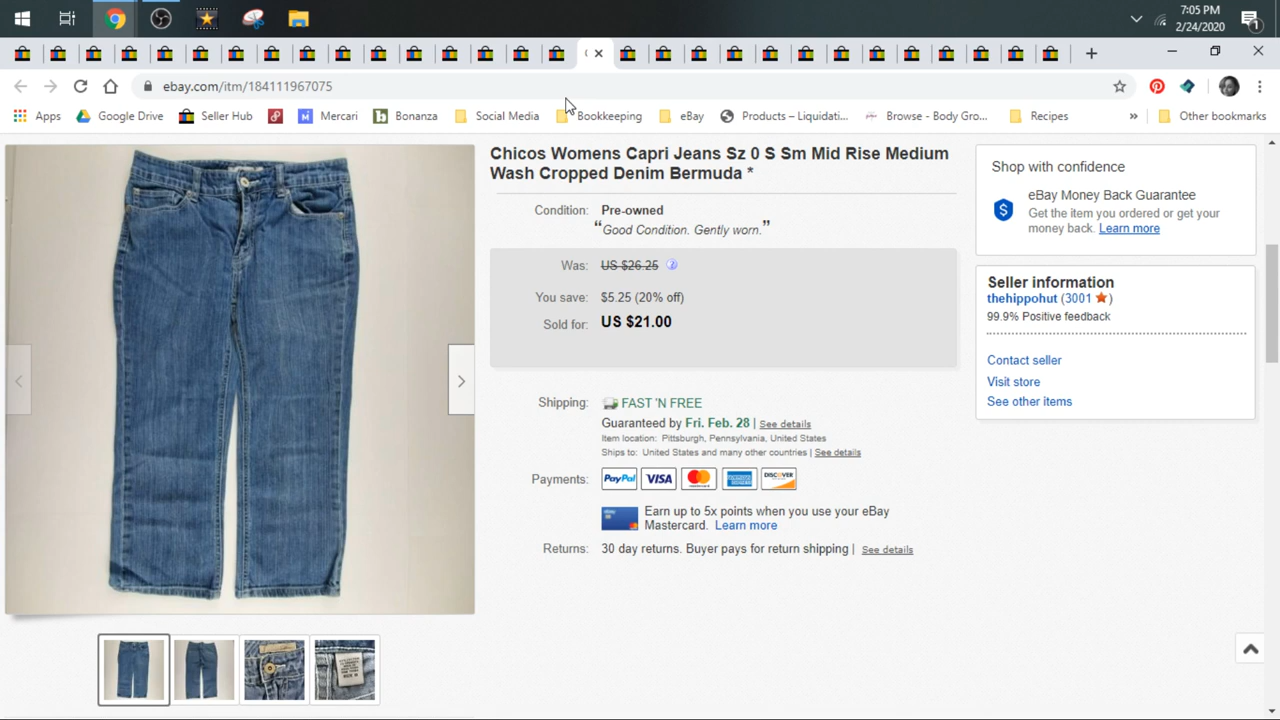 7:05 PM
2/24/2020
1
ebay.com/itm/184111967075
Apps
Google Drive
Seller Hub
Mercari
Bonanza
Social Media
Bookkeeping
eBay
Products – Liquidati...
Browse - Body Gro...
Recipes
»
Other bookmarks
Chicos Womens Capri Jeans Sz 0 S Sm Mid Rise Medium
Wash Cropped Denim Bermuda *
Condition: Pre-owned
“Good Condition. Gently worn.”
Was: US $26.25
You save: $5.25 (20% off)
Sold for: US $21.00
Shipping: FAST 'N FREE
Guaranteed by Fri. Feb. 28 | See details
Item location: Pittsburgh, Pennsylvania, United States
Ships to: United States and many other countries | See details
Payments: PayPal VISA MasterCard AMERICAN EXPRESS DISCOVER
Earn up to 5x points when you use your eBay
Mastercard. Learn more
Returns: 30 day returns. Buyer pays for return shipping | See details
Shop with confidence
eBay Money Back Guarantee
Get the item you ordered or get your
money back. Learn more
Seller information
thehippohut (3001 ★)
99.9% Positive feedback
Contact seller
Visit store
See other items